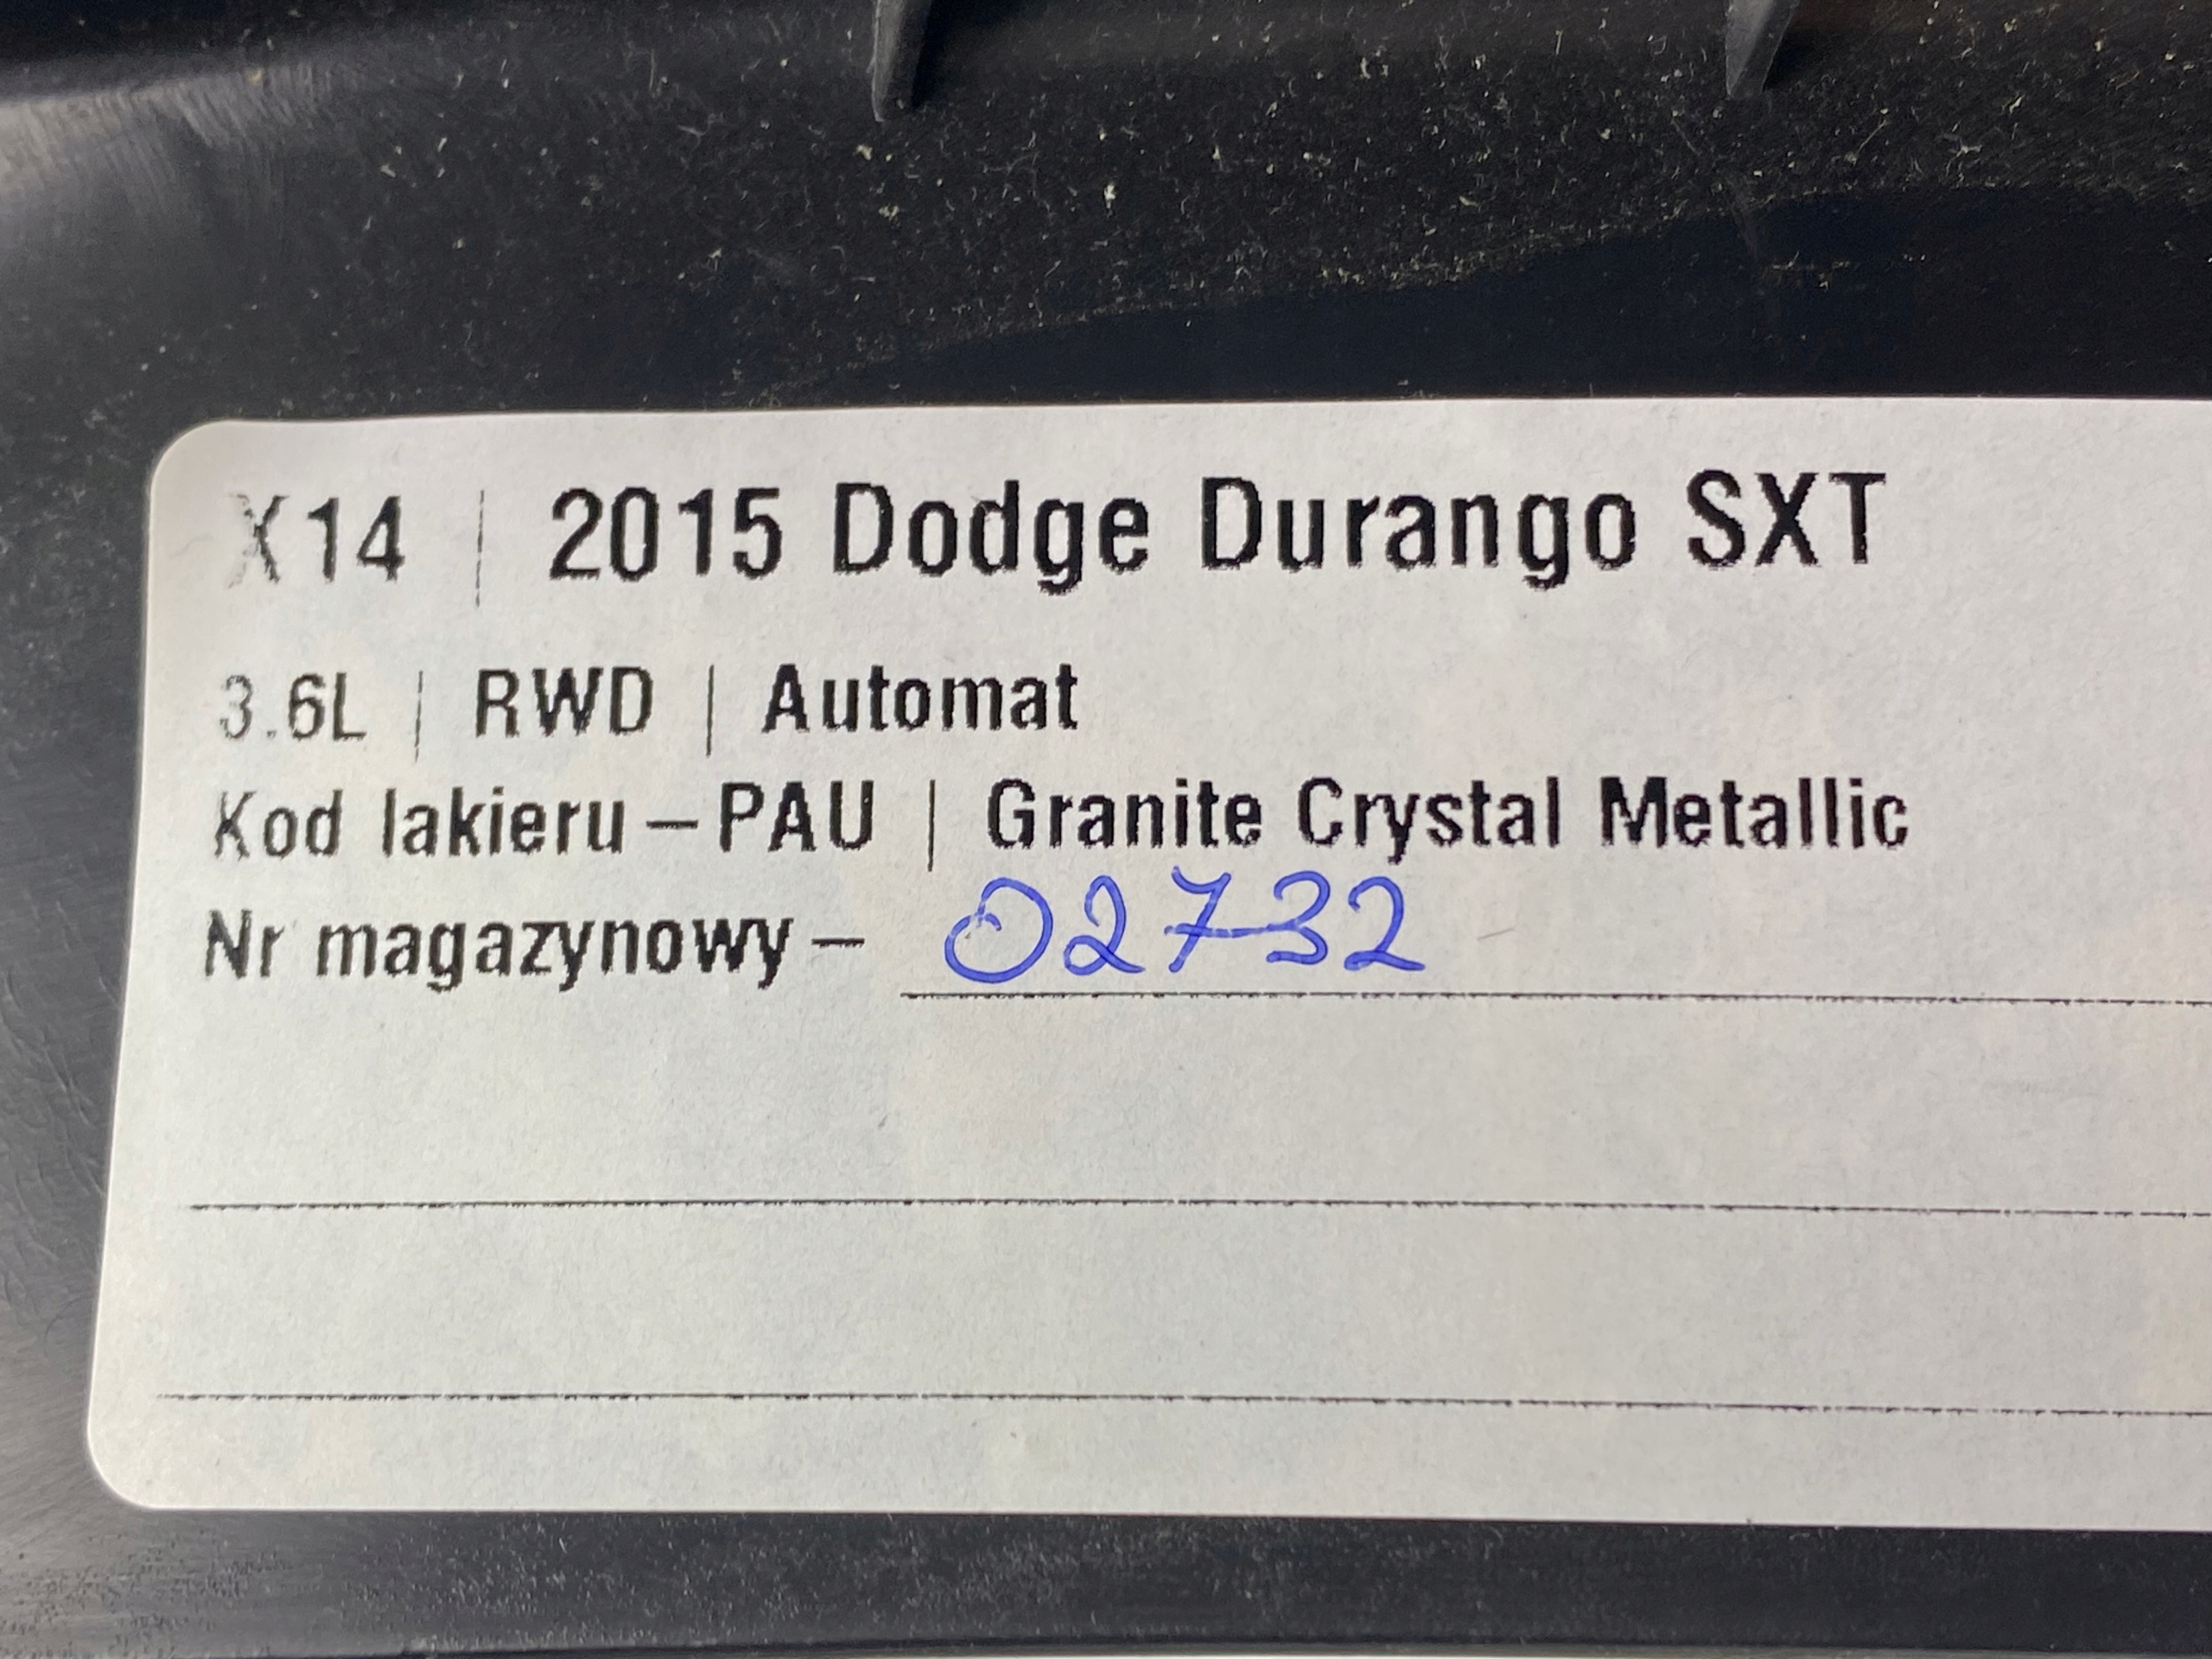 X14 | 2015 Dodge Durango SXT
3.6L | RWD | Automat
Kod lakieru – PAU | Granite Crystal Metallic
Nr magazynowy – 02732